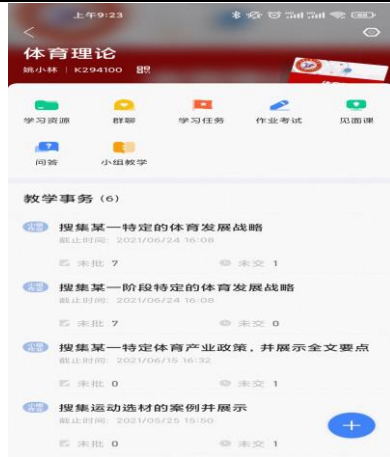 上午9:23
体育理论
姚小林 | K294100
学习资源 群聊 学习任务 作业考试 见面课
问答 小组教学
教学事务 (6)
搜集某一特定的体育发展战略
截止时间: 2021/06/24 16:08
未批 7 未交 1
搜集某一阶段特定的体育发展战略
截止时间: 2021/06/24 16:08
未批 7 未交 0
搜集某一特定体育产业政策, 并展示全文要点
截止时间: 2021/06/15 16:32
未批 0 未交 1
搜集运动选材的案例并展示
截止时间: 2021/05/25 15:50
未批 0 未交 1